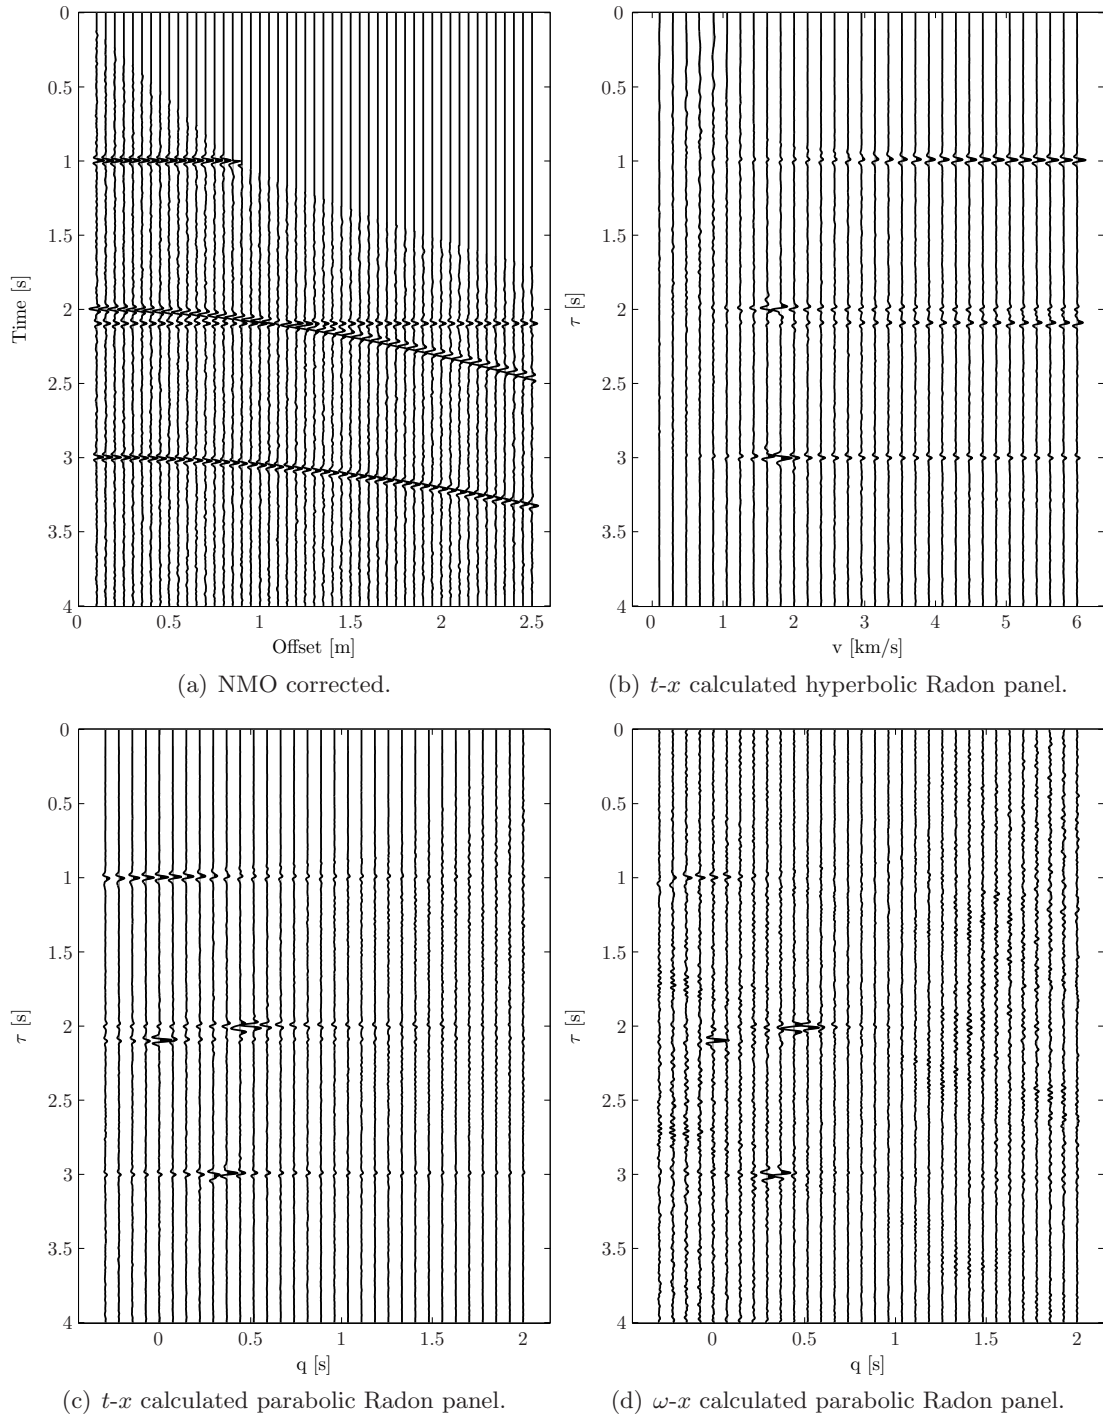 0
0.5
1
1.5
2
2.5
3
3.5
4
Time [s]
0 0.5 1 1.5 2 2.5
Offset [m]
(a) NMO corrected.
0
0.5
1
1.5
2
2.5
3
3.5
4
τ [s]
0 1 2 3 4 5 6
v [km/s]
(b) t-x calculated hyperbolic Radon panel.
0
0.5
1
1.5
2
2.5
3
3.5
4
τ [s]
0 0.5 1 1.5 2
q [s]
(c) t-x calculated parabolic Radon panel.
0
0.5
1
1.5
2
2.5
3
3.5
4
τ [s]
0 0.5 1 1.5 2
q [s]
(d) ω-x calculated parabolic Radon panel.